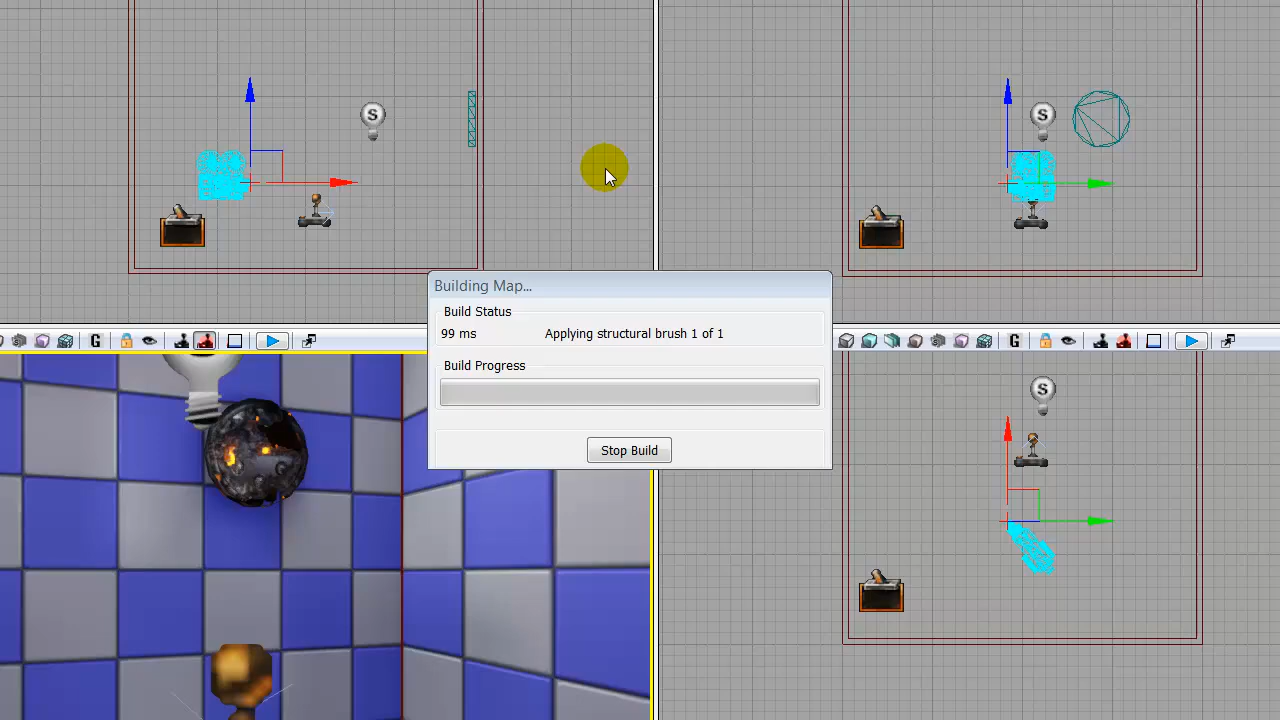 S
S
Building Map...
Build Status
99 ms Applying structural brush 1 of 1
G
G
Build Progress
S
Stop Build